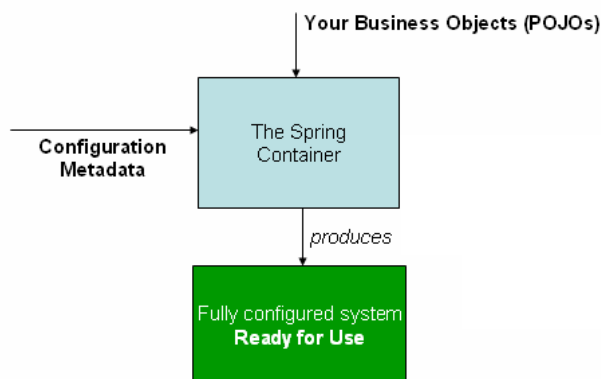 Your Business Objects (POJOs)
The Spring
Container
Configuration
Metadata
produces
Fully configured system
Ready for Use